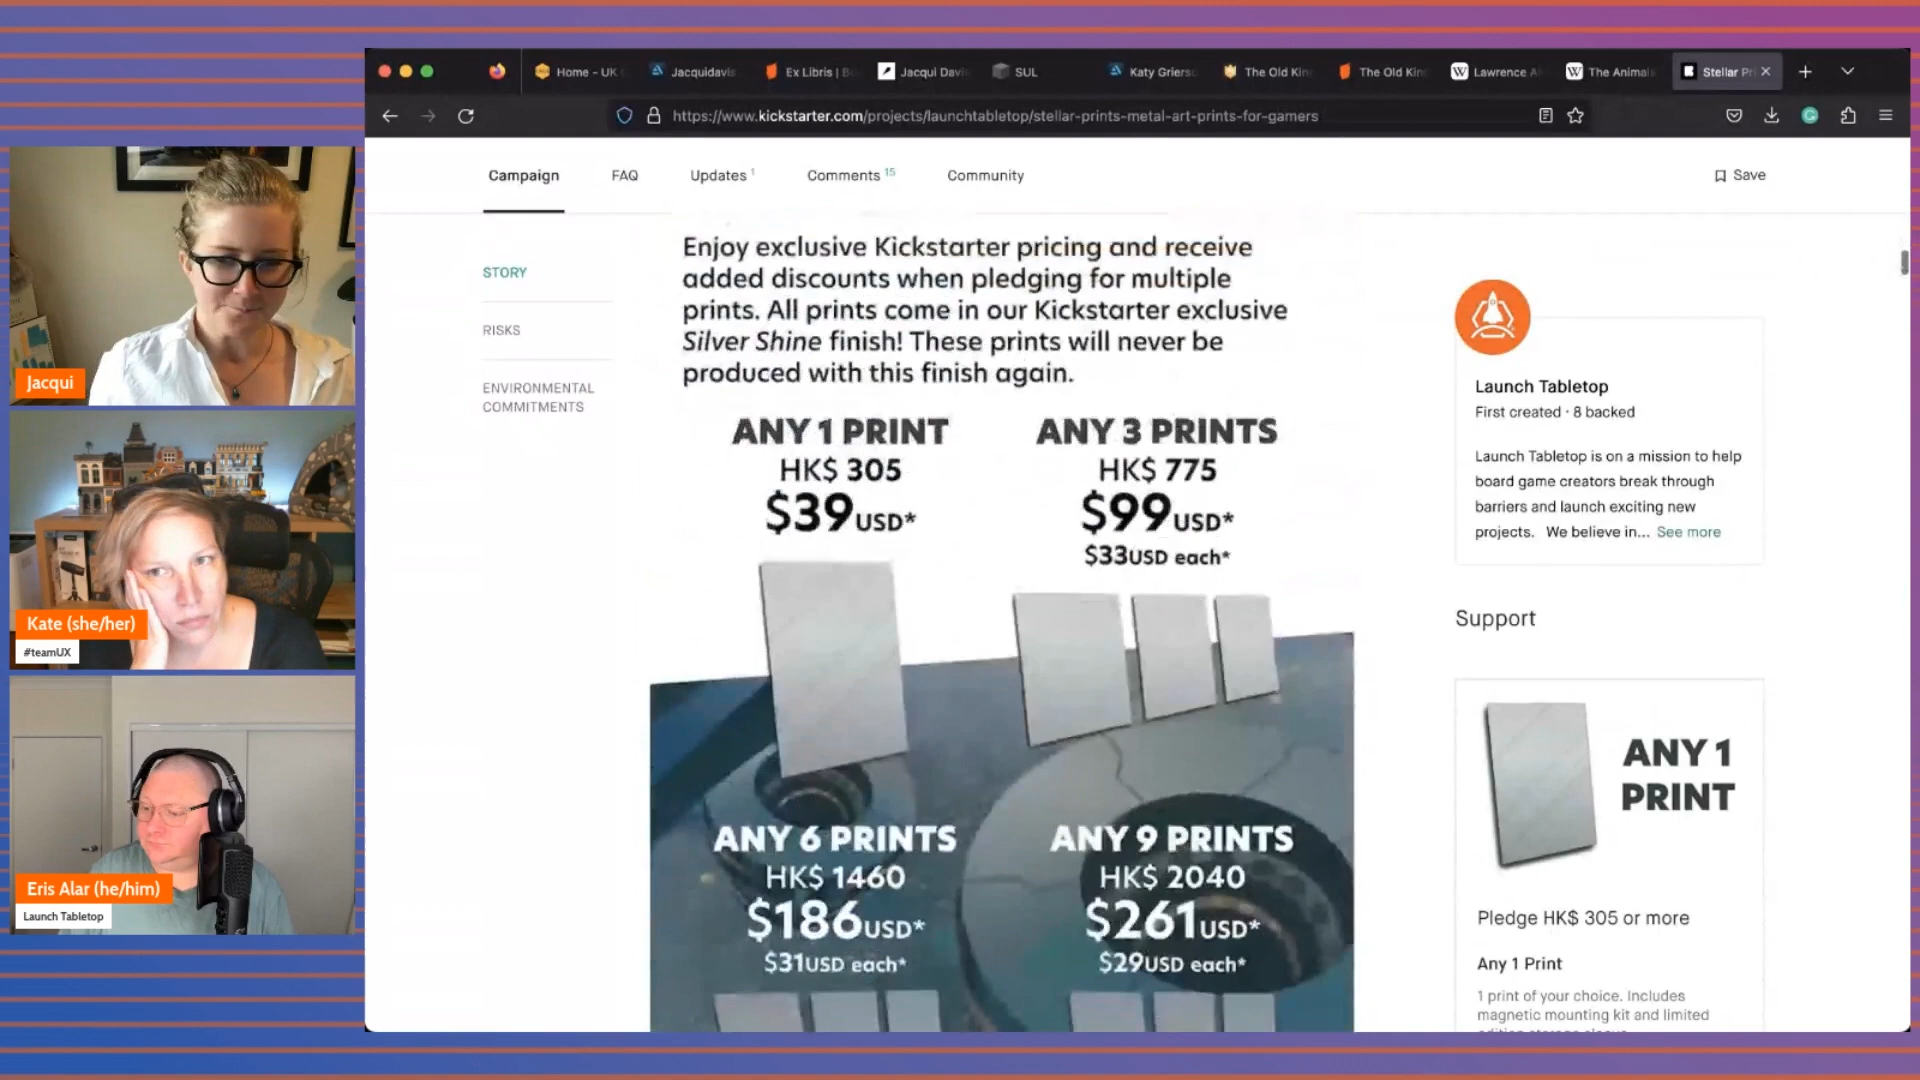 Home - UK
Jacquidavis
Ex Libris | B
Jacqui Davi
SUL
Katy Griers
The Old Kin
The Old Kin
Lawrence A
The Animals
Stellar Pri
https://www.kickstarter.com/projects/launchtabletop/stellar-prints-metal-art-prints-for-gamers
Campaign
FAQ
Updates 1
Comments 15
Community
Save
STORY
RISKS
ENVIRONMENTAL
COMMITMENTS
Enjoy exclusive Kickstarter pricing and receive
added discounts when pledging for multiple
prints. All prints come in our Kickstarter exclusive
Silver Shine finish! These prints will never be
produced with this finish again.
ANY 1 PRINT
HK$ 305
$39USD*
ANY 3 PRINTS
HK$ 775
$99USD*
$33USD each*
ANY 6 PRINTS
HK$ 1460
$186USD*
$31USD each*
ANY 9 PRINTS
HK$ 2040
$261USD*
$29USD each*
Launch Tabletop
First created · 8 backed
Launch Tabletop is on a mission to help
board game creators break through
barriers and launch exciting new
projects. We believe in... See more
Support
ANY 1
PRINT
Pledge HK$ 305 or more
Any 1 Print
1 print of your choice. Includes
magnetic mounting kit and limited
Jacqui
Kate (she/her)
#teamUX
Eris Alar (he/him)
Launch Tabletop